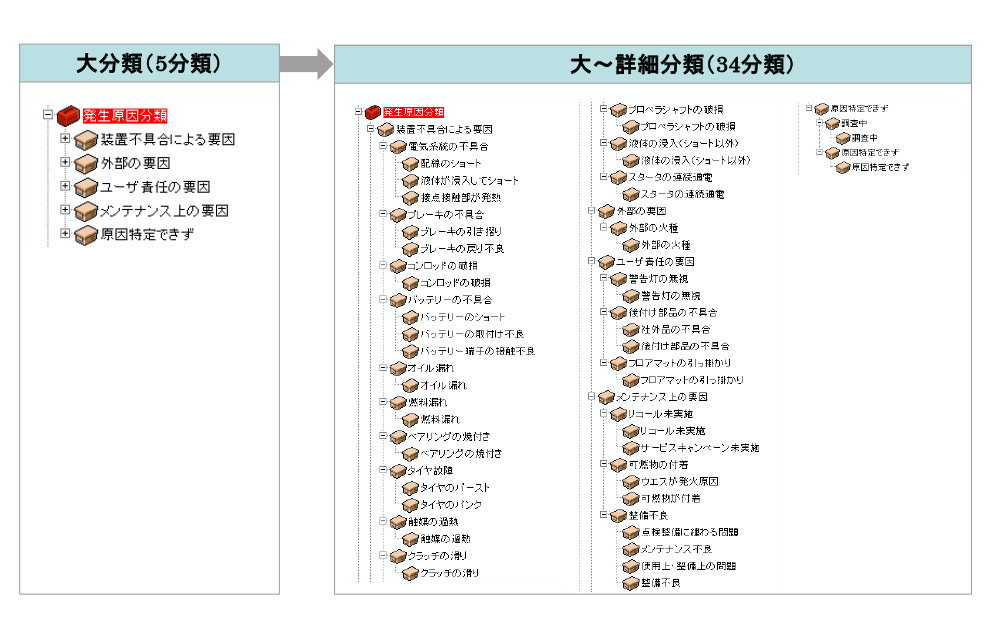 大分類(5分類)
発生原因分類
装置不具合による要因
外部の要因
ユーザ責任の要因
メンテナンス上の要因
原因特定できず
大～詳細分類(34分類)
発生原因分類
装置不具合による要因
電気系統の不具合
配線のショート
液体が浸入してショート
接点接触部が発熱
ブレーキの不具合
ブレーキの引き摺り
ブレーキの戻り不良
コンロッドの破損
コンロッドの破損
バッテリーの不具合
バッテリーのショート
バッテリーの取付け不良
バッテリー端子の接触不良
オイル漏れ
オイル漏れ
燃料漏れ
燃料漏れ
ベアリングの焼付き
ベアリングの焼付き
タイヤ故障
タイヤのバースト
タイヤのパンク
触媒の過熱
触媒の過熱
クラッチの滑り
クラッチの滑り
プロペラシャフトの破損
プロペラシャフトの破損
液体の浸入(ショート以外)
液体の浸入(ショート以外)
スタータの連続通電
スタータの連続通電
外部の要因
外部の火種
外部の火種
ユーザ責任の要因
警告灯の無視
警告灯の無視
後付け部品の不具合
社外品の不具合
後付け部品の不具合
フロアマットの引っ掛かり
フロアマットの引っ掛かり
メンテナンス上の要因
リコール未実施
リコール未実施
サービスキャンペーン未実施
可燃物の付着
ウエスが発火原因
可燃物が付着
整備不良
点検整備に纏わる問題
メンテナンス不良
使用上・整備上の問題
整備不良
原因特定できず
調査中
調査中
原因特定できず
原因特定できず